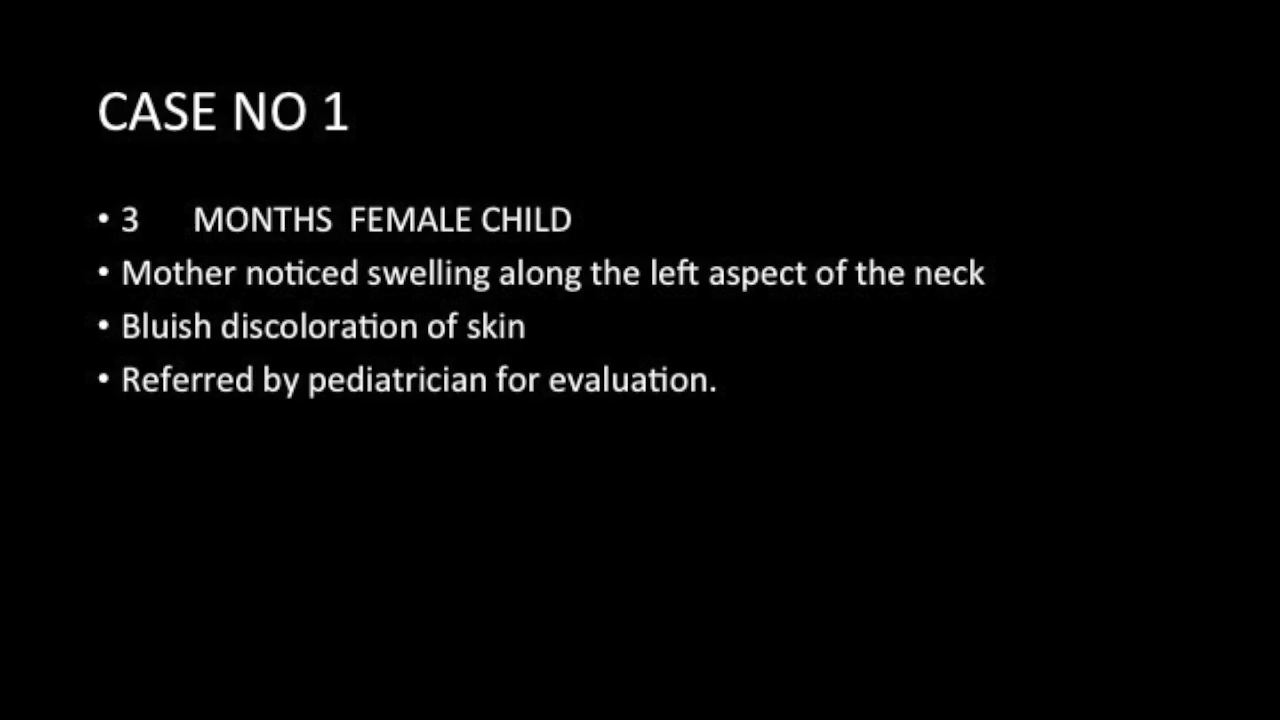 CASE NO 1
• 3 MONTHS FEMALE CHILD
• Mother noticed swelling along the left aspect of the neck
• Bluish discoloration of skin
• Referred by pediatrician for evaluation.